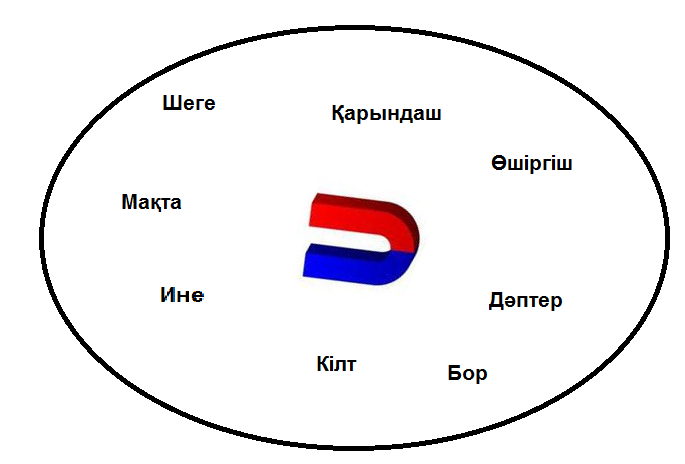 Шеге
Қарындаш
Өшіргіш
Мақта
Ине
Дәптер
Кілт
Бор